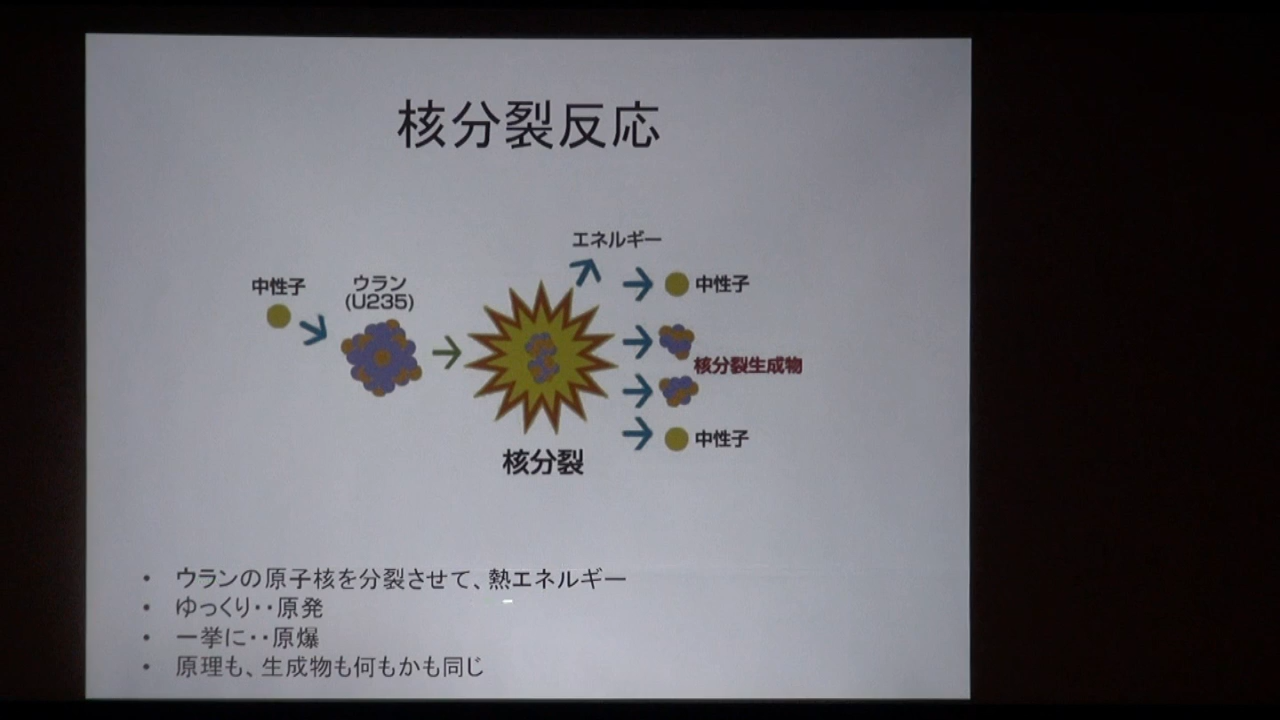 核分裂反応
エネルギー
中性子
ウラン
(U235)
中性子
核分裂生成物
中性子
核分裂
• ウランの原子核を分裂させて、熱エネルギー
• ゆっくり・・原発
• 一挙に・・原爆
• 原理も、生成物も何もかも同じ